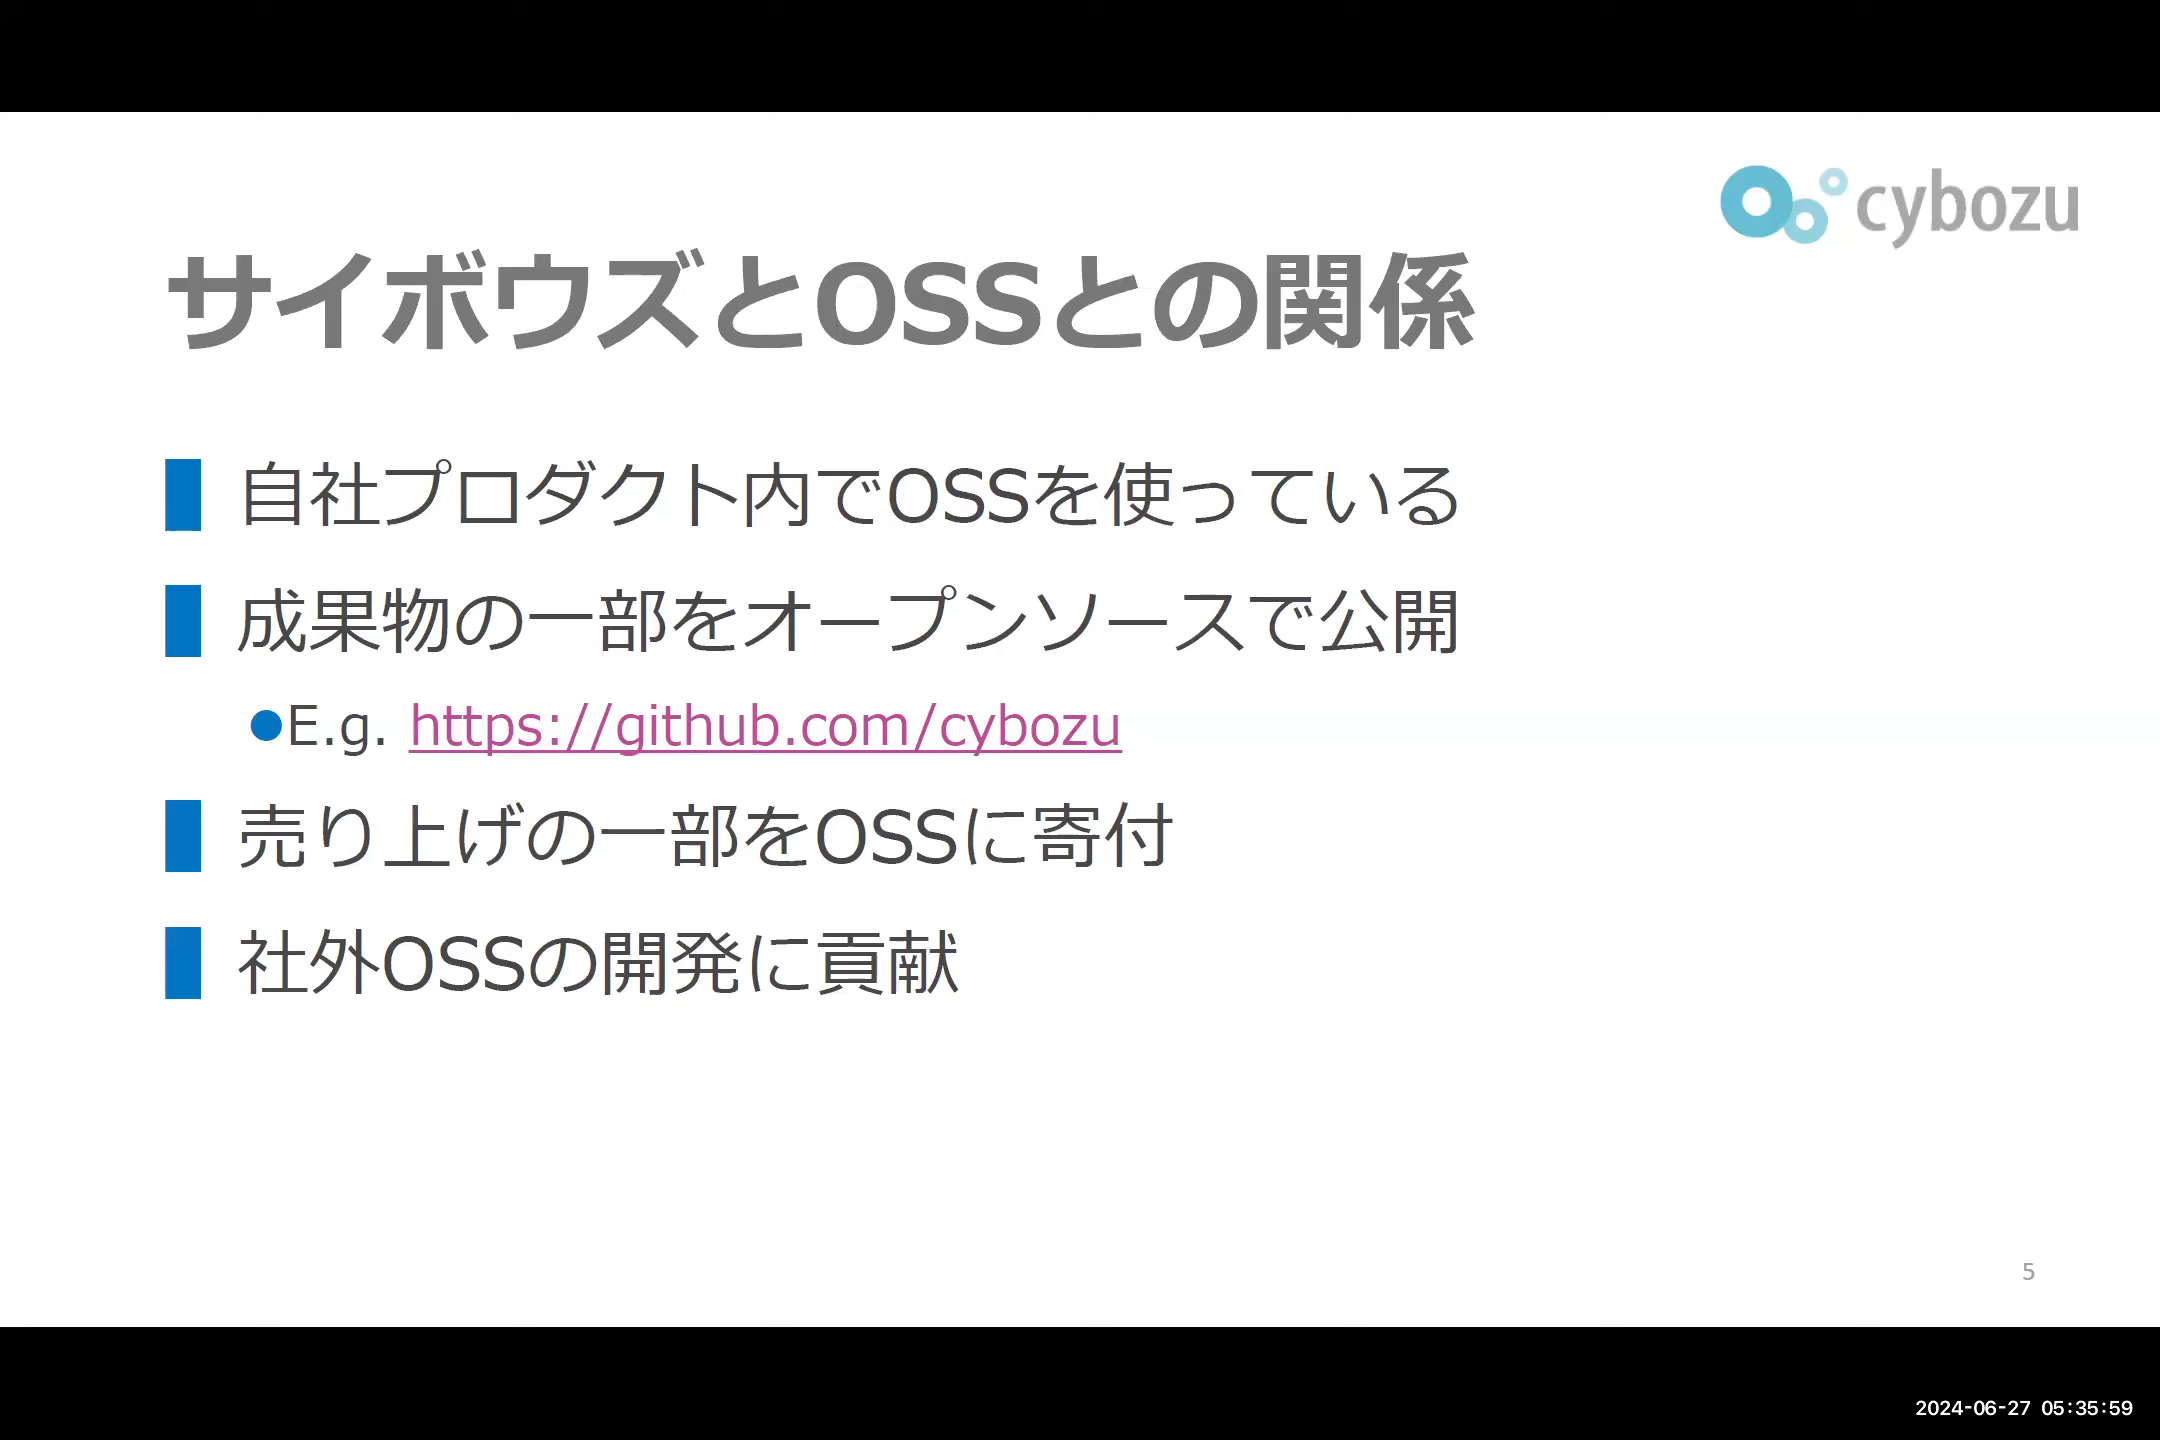 cybozu
サイボウズとOSSとの関係
自社プロダクト内でOSSを使っている
成果物の一部をオープンソースで公開
E.g. https://github.com/cybozu
売り上げの一部をOSSに寄付
社外OSSの開発に貢献
5
2024-06-27 05:35:59